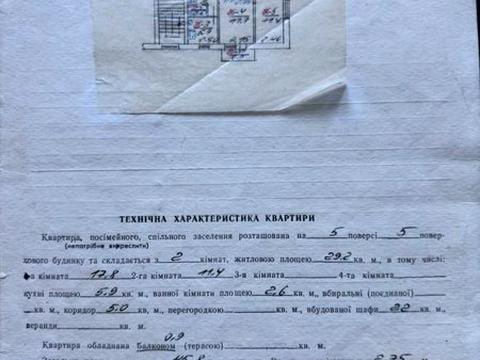 ТЕХНІЧНА ХАРАКТЕРИСТИКА КВАРТИРИ
Квартира, посімейного, спільного заселення розташована на 5 поверсі 5 повер-
(непотрібне викреслити)
хового будинку та складається з 2 кімнат, житловою площею 29.2 кв. м., в тому числі:
1-а кімната 17.8 2-га кімната 11.4 3-я кімната 4-та кімната
кухні площею 5.9 кв. м., ванної кімнати площею 2.6 кв. м., вбиральні (поєднаної)
кв. м., коридор 5.0 кв. м., перегородкою кв. м., вбудованої шафи кв. м.,
веранди кв. м.
0.9
Квартира обладнана Балконом (терасою) кв. м.